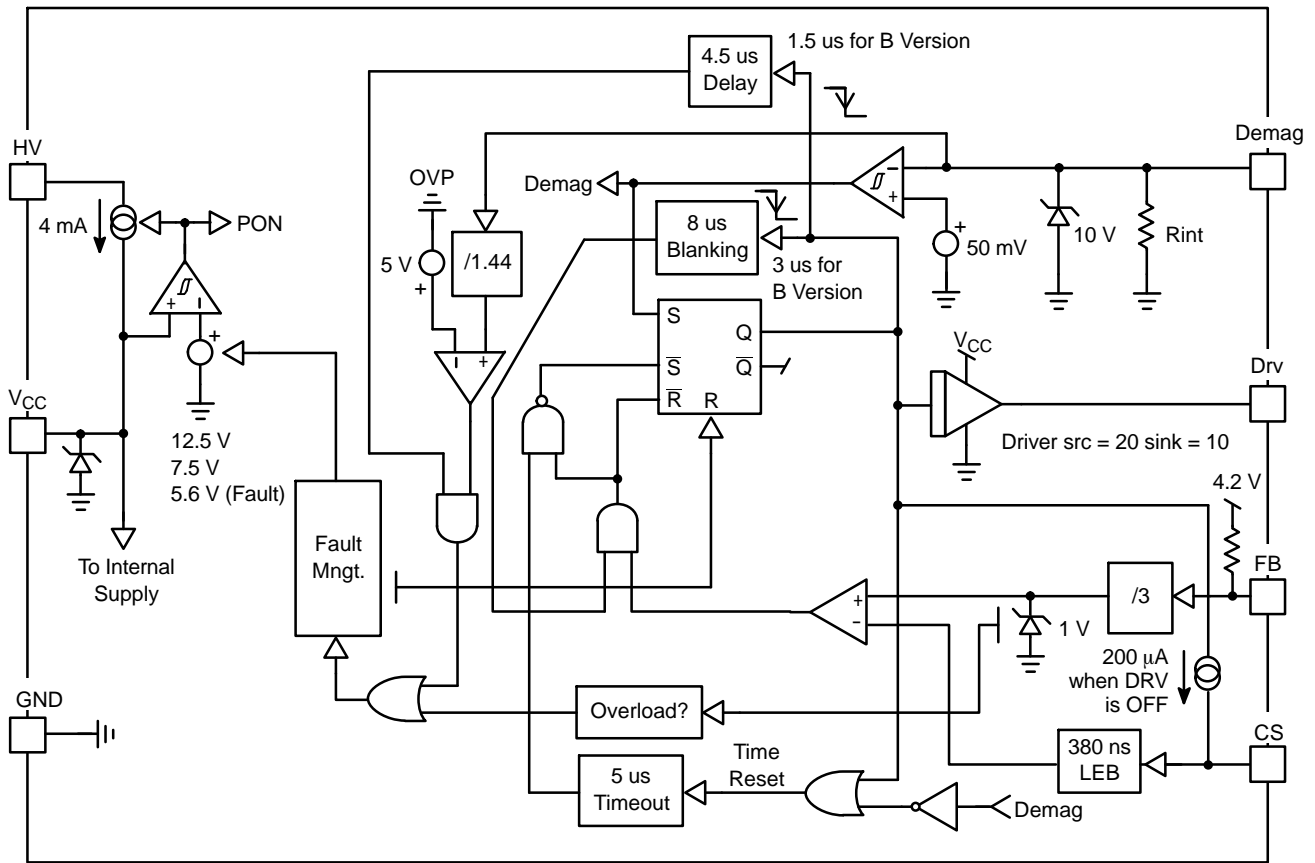 4.5 us
Delay
1.5 us for B Version
HV
Demag
4 mA
PON
OVP
5 V
+
/1.44
Demag
8 us
Blanking
3 us for
B Version
−
+
+
50 mV
10 V
Rint
+
−
+
−
+
S
Q
S
Q
R
R
VCC
Drv
Driver src = 20 sink = 10
VCC
12.5 V
7.5 V
5.6 V (Fault)
To Internal
Supply
Fault
Mngt.
4.2 V
FB
/3
+
−
1 V
200 μA
when DRV
is OFF
GND
Overload?
CS
380 ns
LEB
5 us
Timeout
Time
Reset
Demag